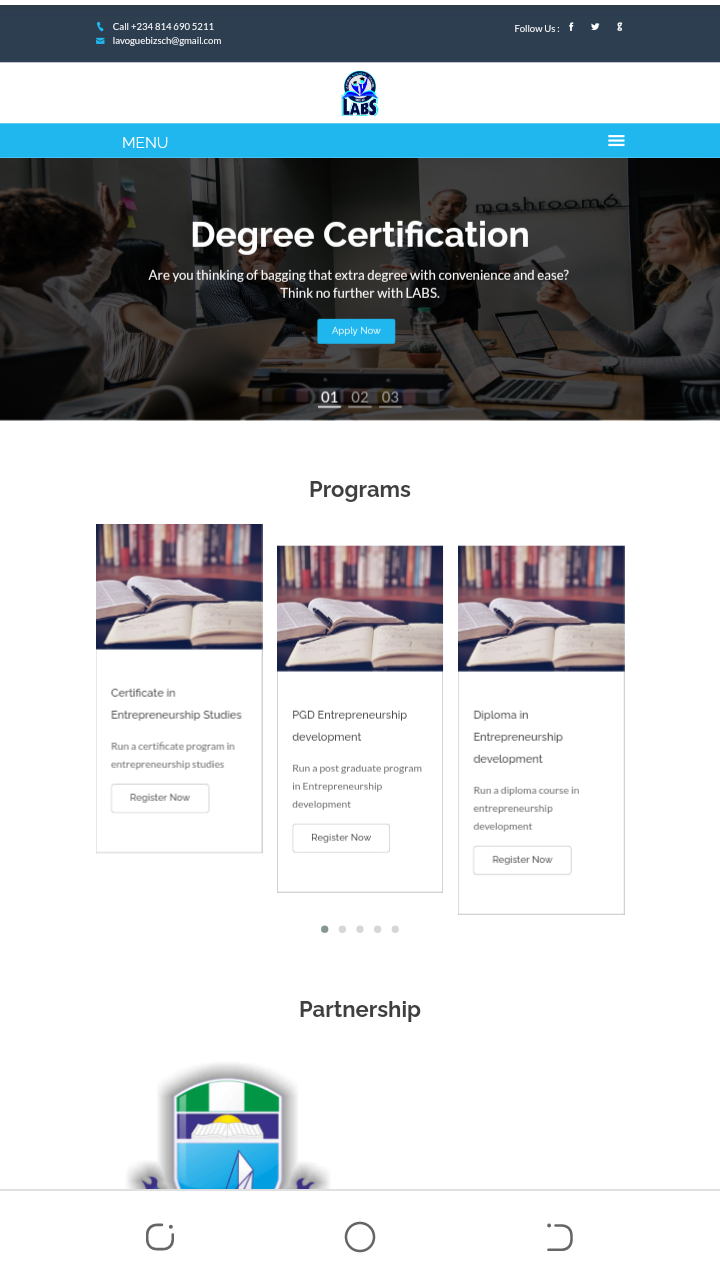 Call +234 814 690 5211
lavoguebizsch@gmail.com
Follow Us :
LABS
MENU
mashroom6
Degree Certification
Are you thinking of bagging that extra degree with convenience and ease?
Think no further with LABS.
Apply Now
01 02 03
Programs
Certificate in
Entrepreneurship Studies
Run a certificate program in
entrepreneurship studies
Register Now
PGD Entrepreneurship
development
Run a post graduate program
in Entrepreneurship
development
Register Now
Diploma in
Entrepreneurship
development
Run a diploma course in
entrepreneurship
development
Register Now
Partnership